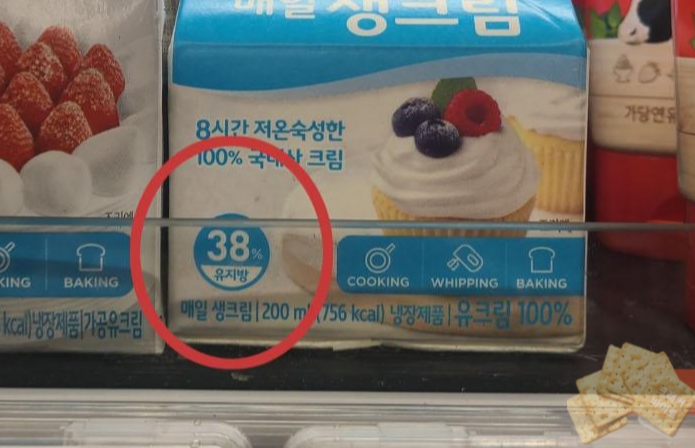 매일 생크림
8시간 저온숙성한
100% 국내산 크림
38%
유지방
COOKING
WHIPPING
BAKING
매일 생크림 | 200 ml (756 kcal) 냉장제품 | 유크림 100%
KING
BAKING
kcal) 냉장제품 | 가공유크림
가당연유